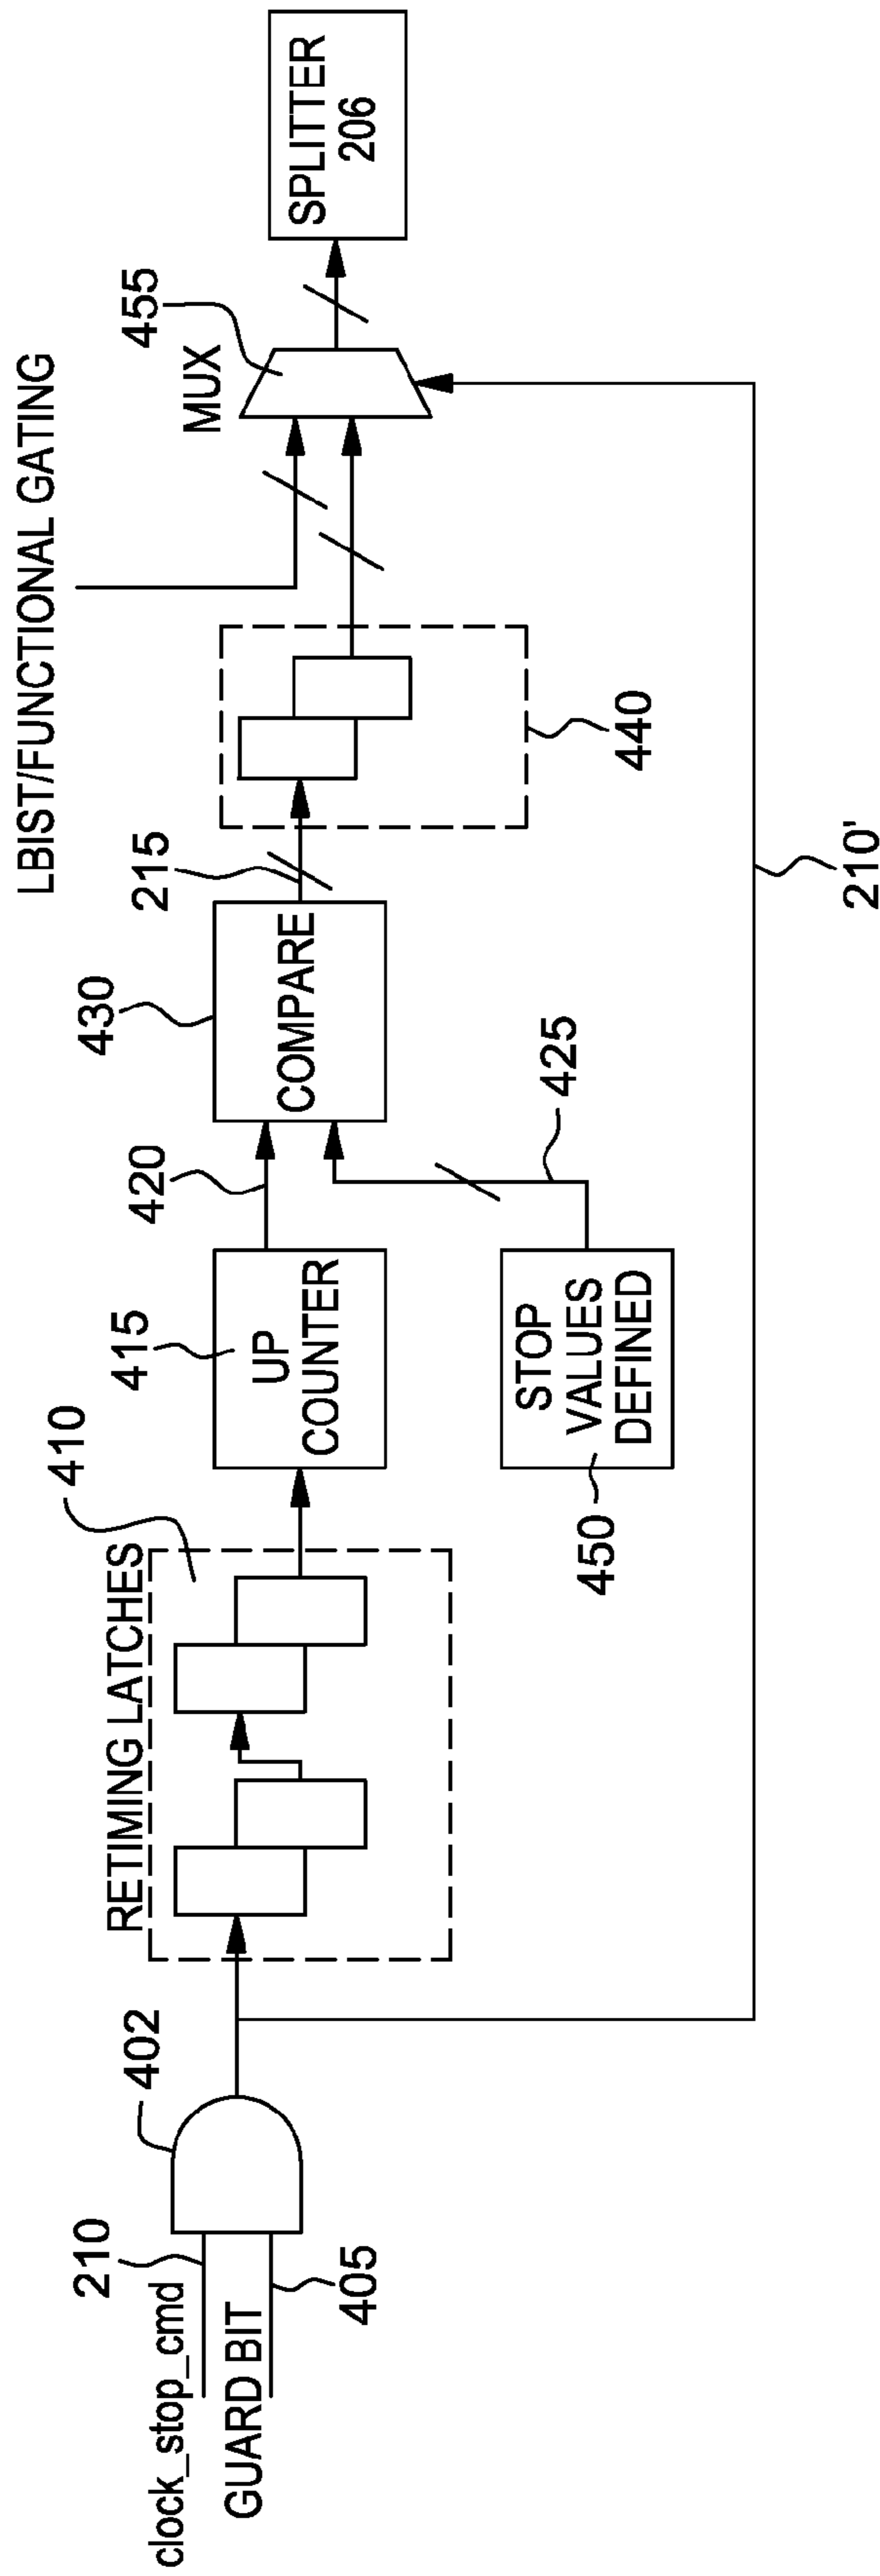 clock_stop_cmd
210
GUARD BIT
405
402
RETIMING LATCHES
410
415
UP
COUNTER
420
STOP
VALUES
DEFINED
450
425
430
COMPARE
215
440
LBIST/FUNCTIONAL GATING
MUX
455
SPLITTER
206
210'